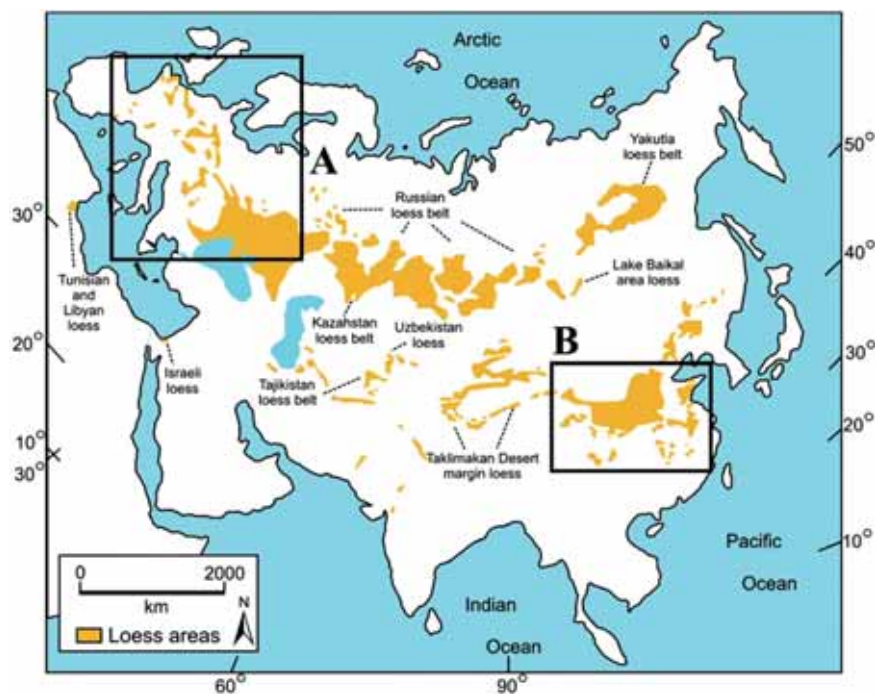 Arctic
Ocean
Yakutia
loess belt
50°
A
Russian
loess belt
30°
40°
Lake Baikal
area loess
Tunisian
and
Libyan
loess
Kazahstan
loess belt
Uzbekistan
loess
20°
B
30°
Israeli
loess
Tajikistan
loess belt
20°
10°
30°
Taklimakan Desert
margin loess
Pacific
Ocean
10°
0
2000
km
N
Loess areas
Indian
Ocean
60°
90°